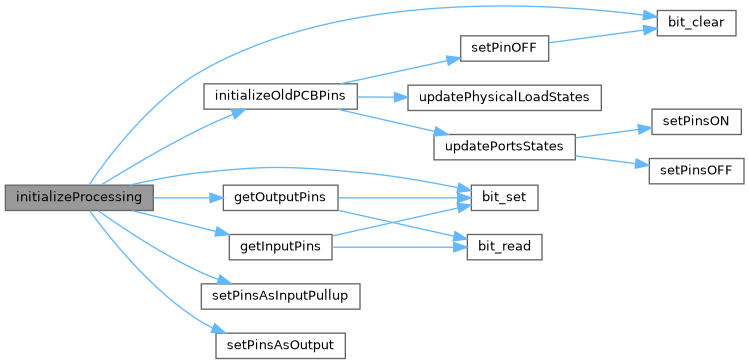 bit_clear
setPinOFF
initializeOldPCBPins
updatePhysicalLoadStates
setPinsON
updatePortsStates
setPinsOFF
initializeProcessing
getOutputPins
bit_set
getInputPins
bit_read
setPinsAsInputPullup
setPinsAsOutput